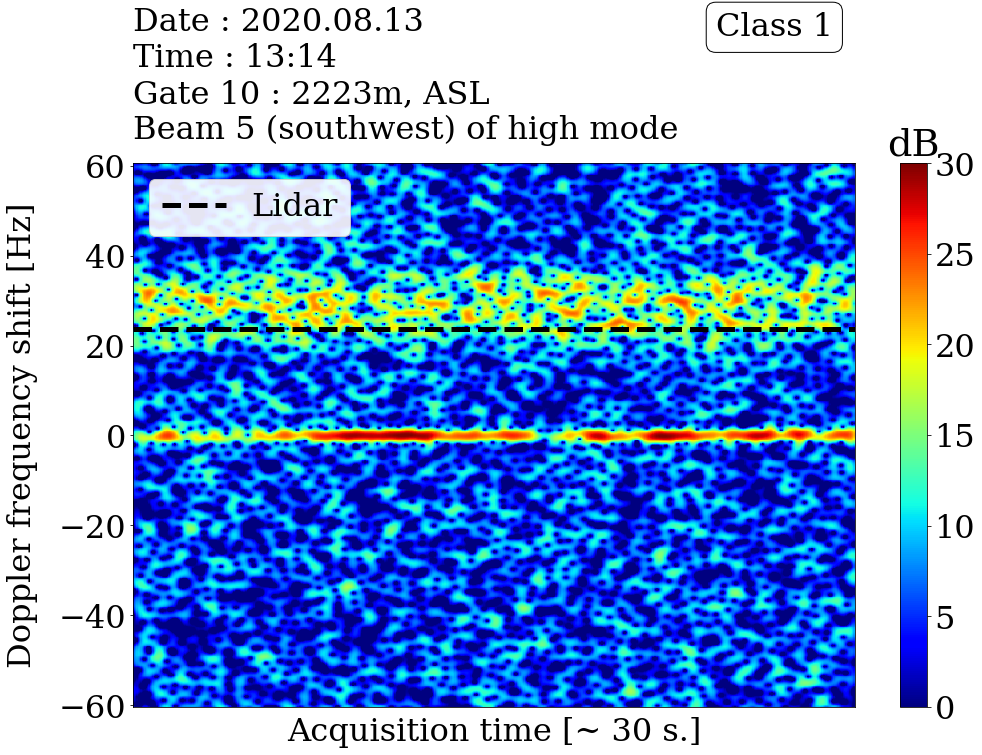 Date : 2020.08.13
Time : 13:14
Gate 10 : 2223m, ASL
Beam 5 (southwest) of high mode
Class 1
dB
Lidar
Doppler frequency shift [Hz]
60
40
20
0
−20
−40
−60
Acquisition time [~ 30 s.]
30
25
20
15
10
5
0